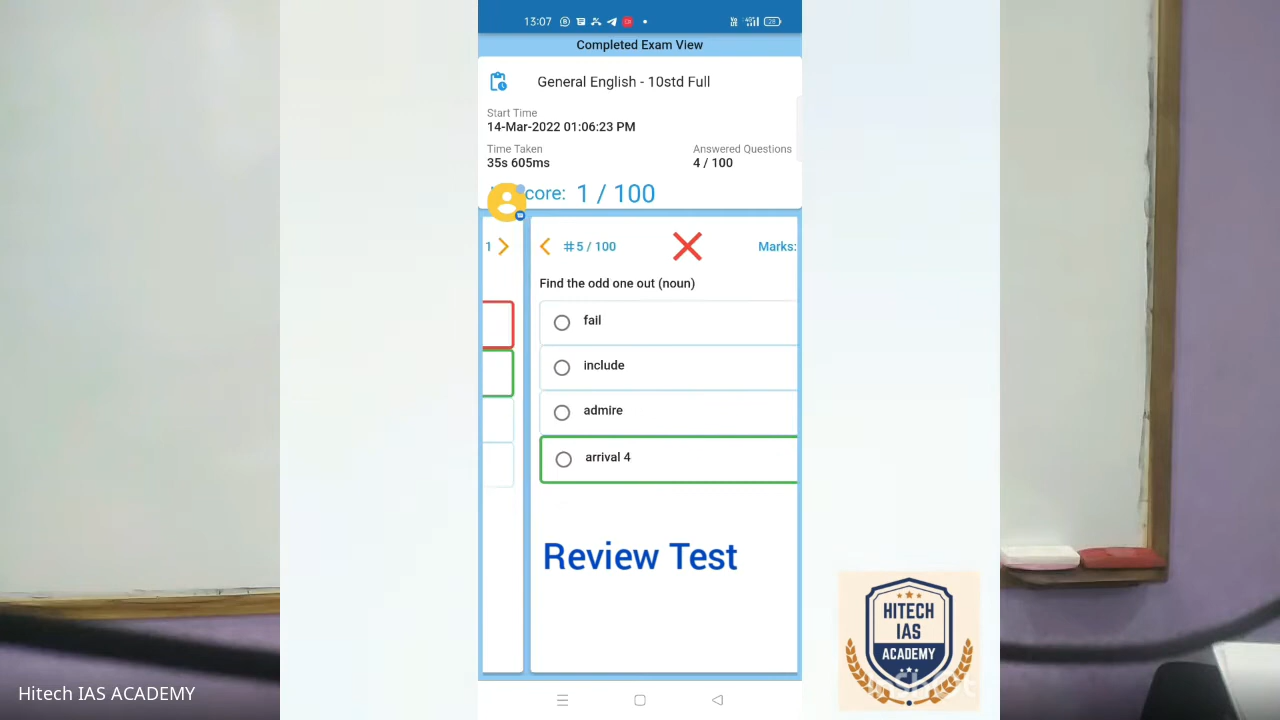 13:07
Completed Exam View
General English - 10std Full
Start Time
14-Mar-2022 01:06:23 PM
Time Taken
Answered Questions
35s 605ms
4 / 100
core: 1 / 100
1
#5 / 100
Marks:
Find the odd one out (noun)
fail
include
admire
arrival 4
Review Test
HITECH
IAS
ACADEMY
Hitech IAS ACADEMY